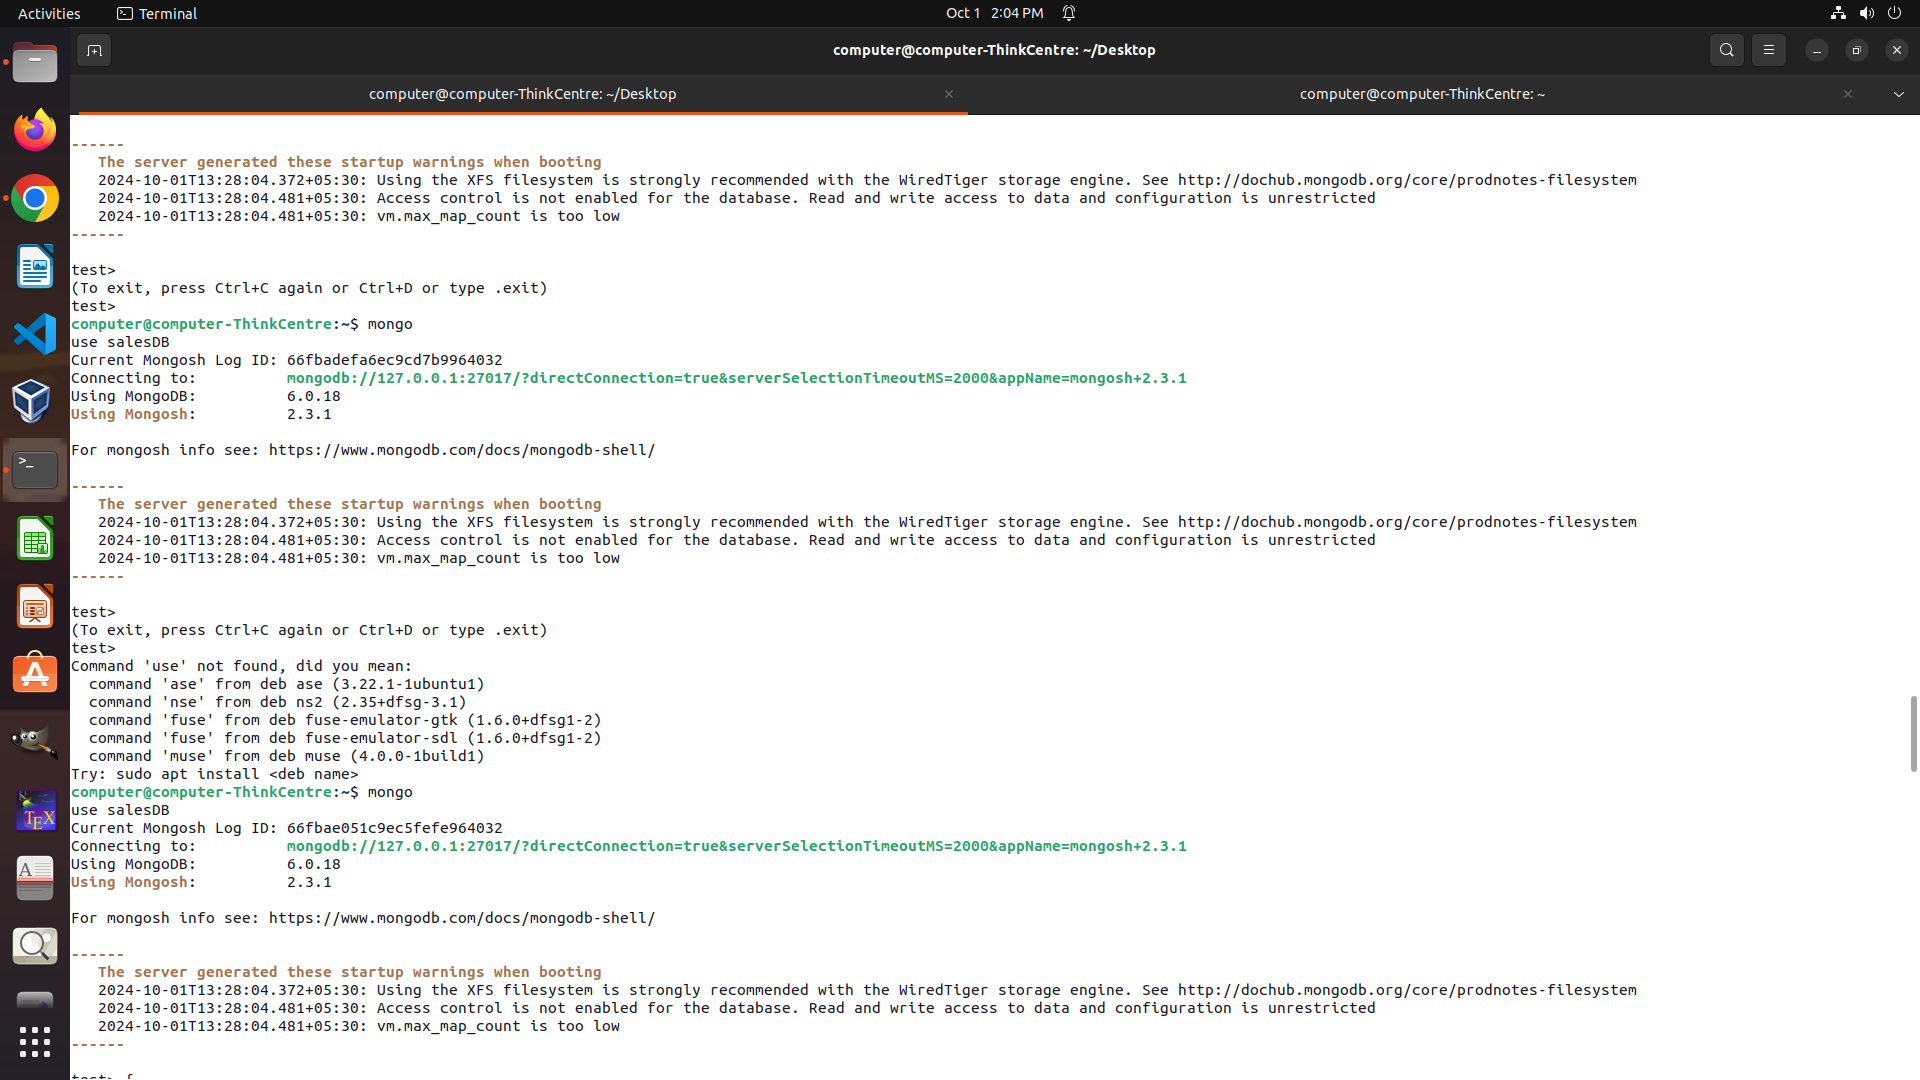 Activities
Terminal
Oct 1 2:04 PM
computer@computer-ThinkCentre: ~/Desktop
computer@computer-ThinkCentre: ~/Desktop
computer@computer-ThinkCentre: ~
------
The server generated these startup warnings when booting
2024-10-01T13:28:04.372+05:30: Using the XFS filesystem is strongly recommended with the WiredTiger storage engine. See http://dochub.mongodb.org/core/prodnotes-filesystem
2024-10-01T13:28:04.481+05:30: Access control is not enabled for the database. Read and write access to data and configuration is unrestricted
2024-10-01T13:28:04.481+05:30: vm.max_map_count is too low
------
test>
(To exit, press Ctrl+C again or Ctrl+D or type .exit)
test>
computer@computer-ThinkCentre:~$ mongo
use salesDB
Current Mongosh Log ID: 66fbadefa6ec9cd7b9964032
Connecting to: mongodb://127.0.0.1:27017/?directConnection=true&serverSelectionTimeoutMS=2000&appName=mongosh+2.3.1
Using MongoDB: 6.0.18
Using Mongosh: 2.3.1
For mongosh info see: https://www.mongodb.com/docs/mongodb-shell/
------
The server generated these startup warnings when booting
2024-10-01T13:28:04.372+05:30: Using the XFS filesystem is strongly recommended with the WiredTiger storage engine. See http://dochub.mongodb.org/core/prodnotes-filesystem
2024-10-01T13:28:04.481+05:30: Access control is not enabled for the database. Read and write access to data and configuration is unrestricted
2024-10-01T13:28:04.481+05:30: vm.max_map_count is too low
------
test>
(To exit, press Ctrl+C again or Ctrl+D or type .exit)
test>
Command 'use' not found, did you mean:
command 'ase' from deb ase (3.22.1-1ubuntu1)
command 'nse' from deb ns2 (2.35+dfsg-3.1)
command 'fuse' from deb fuse-emulator-gtk (1.6.0+dfsg1-2)
command 'fuse' from deb fuse-emulator-sdl (1.6.0+dfsg1-2)
command 'muse' from deb muse (4.0.0-1build1)
Try: sudo apt install <deb name>
computer@computer-ThinkCentre:~$ mongo
use salesDB
Current Mongosh Log ID: 66fbae051c9ec5fefe964032
Connecting to: mongodb://127.0.0.1:27017/?directConnection=true&serverSelectionTimeoutMS=2000&appName=mongosh+2.3.1
Using MongoDB: 6.0.18
Using Mongosh: 2.3.1
For mongosh info see: https://www.mongodb.com/docs/mongodb-shell/
------
The server generated these startup warnings when booting
2024-10-01T13:28:04.372+05:30: Using the XFS filesystem is strongly recommended with the WiredTiger storage engine. See http://dochub.mongodb.org/core/prodnotes-filesystem
2024-10-01T13:28:04.481+05:30: Access control is not enabled for the database. Read and write access to data and configuration is unrestricted
2024-10-01T13:28:04.481+05:30: vm.max_map_count is too low
------
test> {